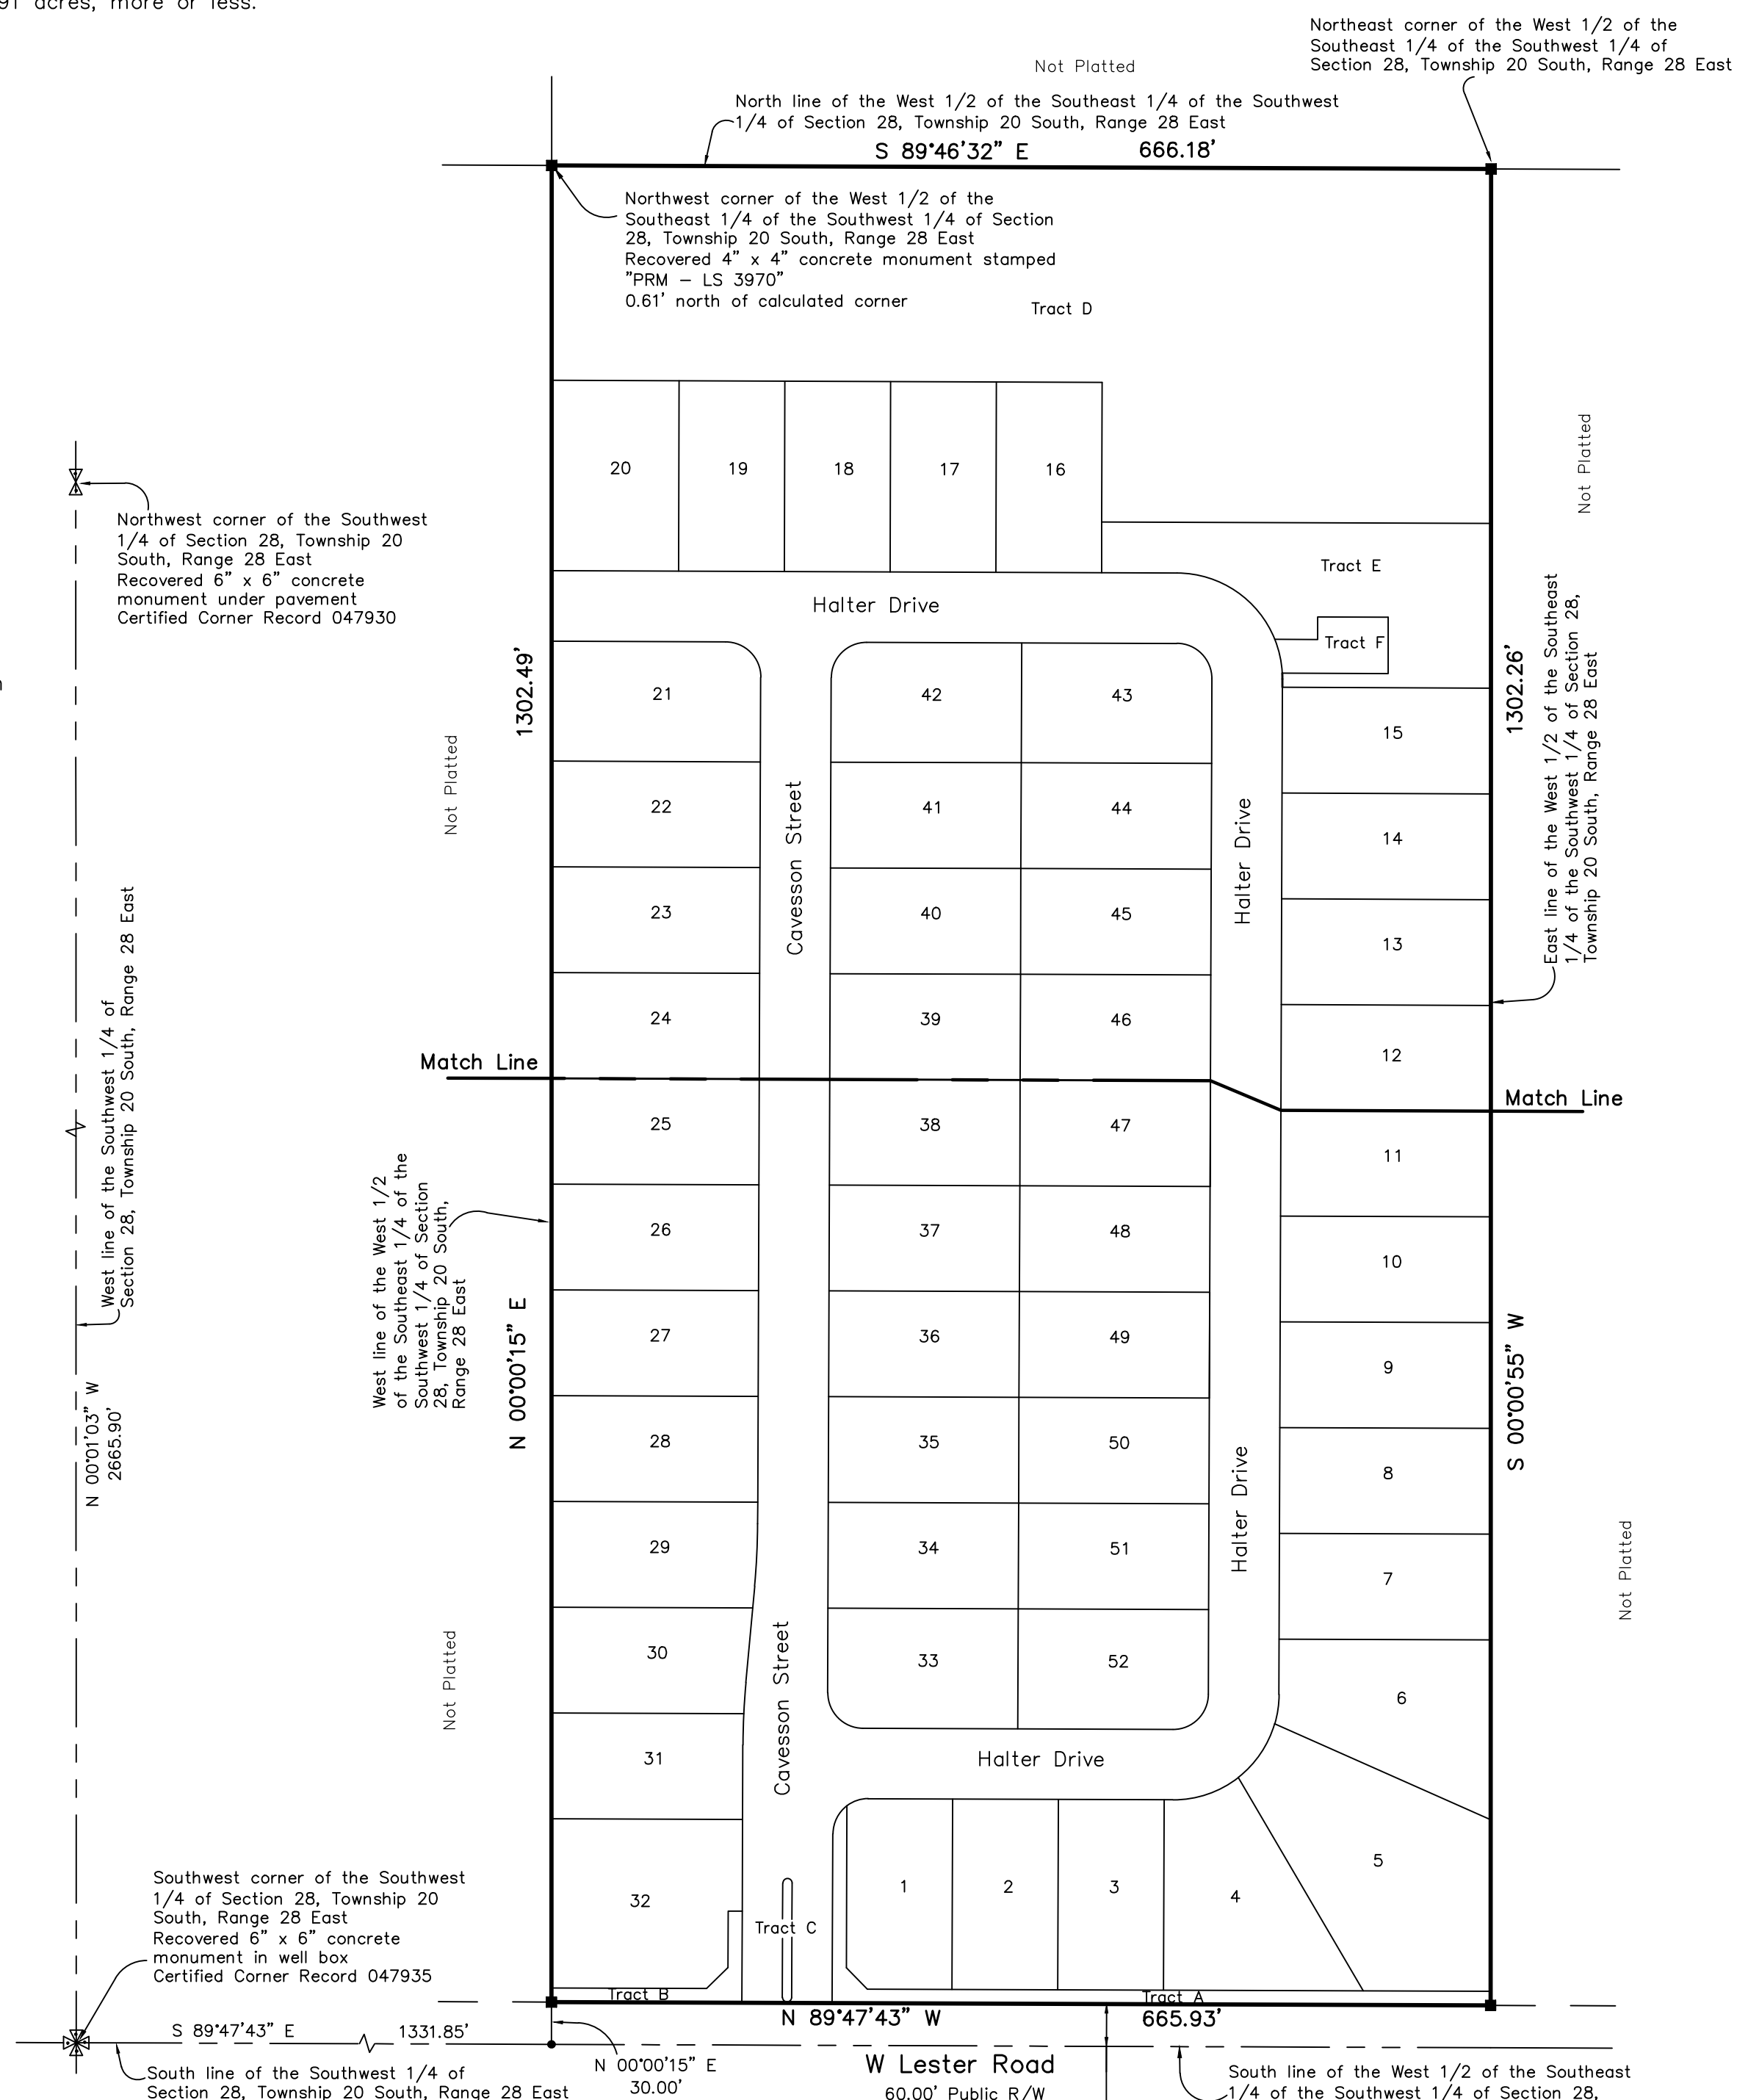 91 acres, more or less.
Northeast corner of the West 1/2 of the
Southeast 1/4 of the Southwest 1/4 of
Section 28, Township 20 South, Range 28 East
Not Platted
North line of the West 1/2 of the Southeast 1/4 of the Southwest
1/4 of Section 28, Township 20 South, Range 28 East
S 89°46'32" E 666.18'
Northwest corner of the West 1/2 of the
Southeast 1/4 of the Southwest 1/4 of Section
28, Township 20 South, Range 28 East
Recovered 4" x 4" concrete monument stamped
"PRM – LS 3970"
0.61' north of calculated corner
Tract D
Not Platted
20 19 18 17 16
Northwest corner of the Southwest
1/4 of Section 28, Township 20
South, Range 28 East
Recovered 6" x 6" concrete
monument under pavement
Certified Corner Record 047930
Tract E
Halter Drive
Tract F
1302.49'
1302.26'
East line of the West 1/2 of the Southeast
1/4 of the Southwest 1/4 of Section 28,
Township 20 South, Range 28 East
21 42 43
15
Not Platted
22 41 44
14
Cavesson Street
Halter Drive
23 40 45
13
24 39 46
12
West line of the Southwest 1/4 of
Section 28, Township 20 South, Range 28 East
Match Line
Match Line
25 38 47
11
26 37 48
10
West line of the West 1/2
of the Southeast 1/4 of the
Southwest 1/4 of Section
28, Township 20 South,
Range 28 East
N 00°00'15" E
S 00°00'55" W
27 36 49
9
N 00°01'03" W
2665.90'
28 35 50
8
Halter Drive
29 34 51
7
Not Platted
30 33 52
6
Not Platted
Cavesson Street
31
Halter Drive
32 1 2 3 4 5
Tract C
Southwest corner of the Southwest
1/4 of Section 28, Township 20
South, Range 28 East
Recovered 6" x 6" concrete
monument in well box
Certified Corner Record 047935
Tract B
Tract A
N 89°47'43" W 665.93'
S 89°47'43" E 1331.85'
N 00°00'15" E
30.00'
W Lester Road
60.00' Public R/W
South line of the Southwest 1/4 of
Section 28, Township 20 South, Range 28 East
South line of the West 1/2 of the Southeast
1/4 of the Southwest 1/4 of Section 28,